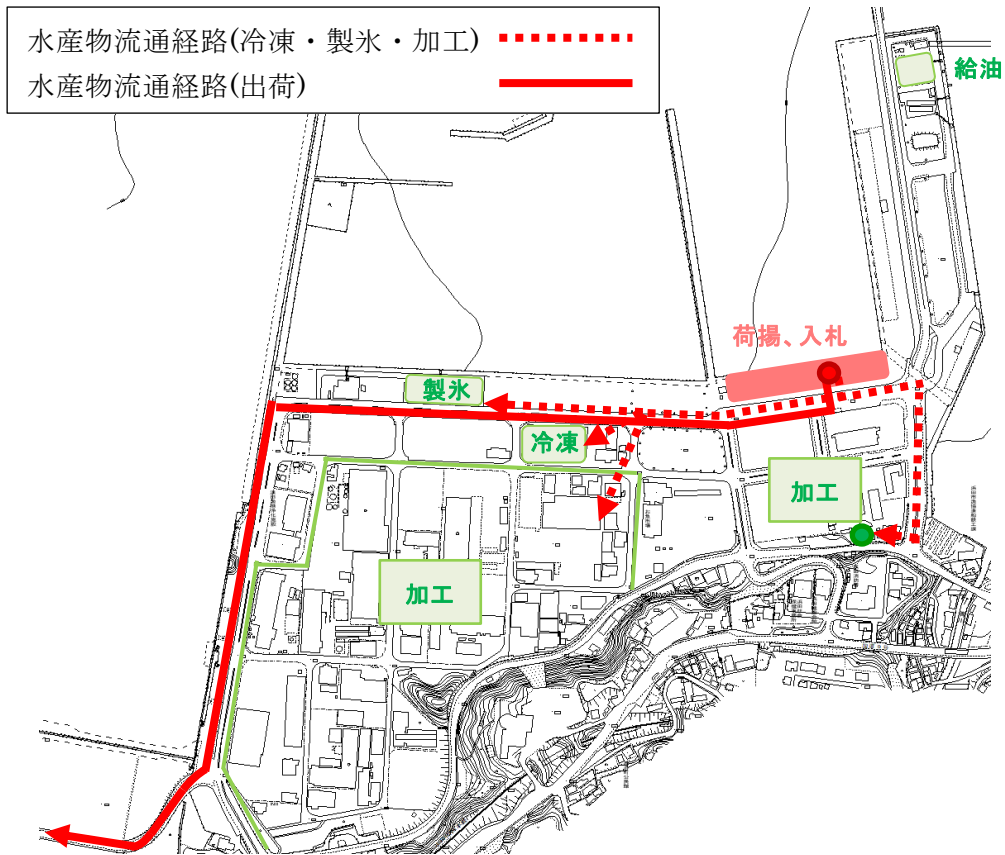 水産物流通経路(冷凍・製氷・加工)
水産物流通経路(出荷)
給油
荷揚、入札
製氷
冷凍
加工
加工